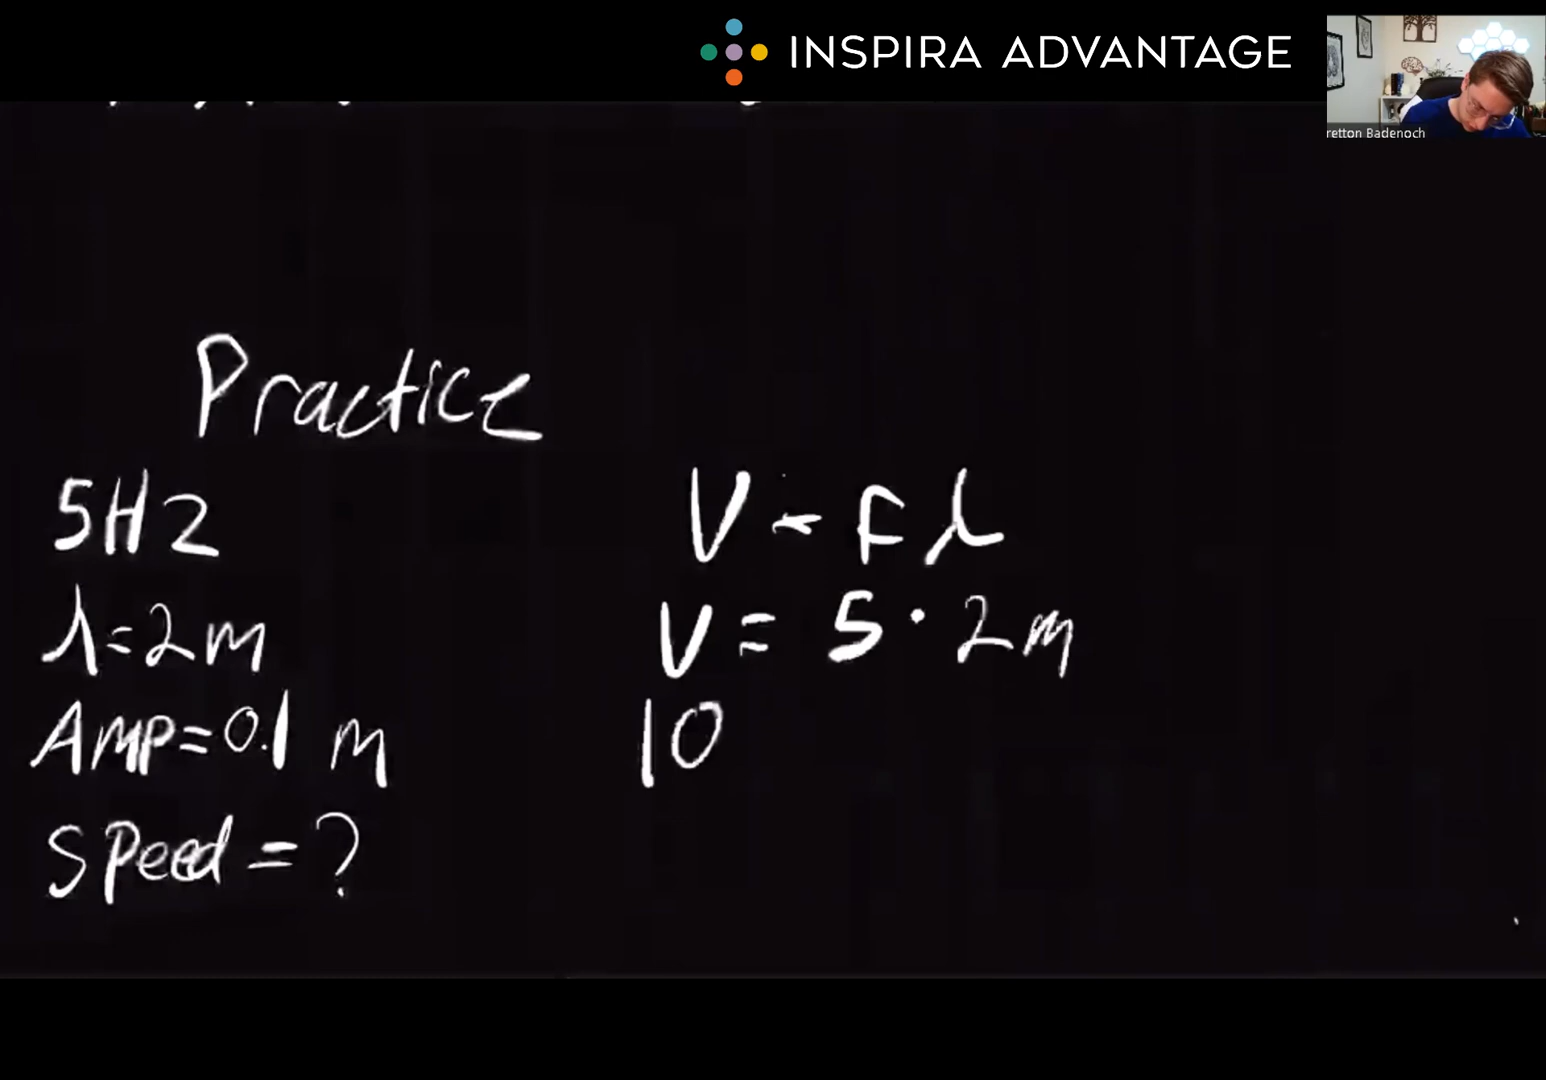 INSPIRA ADVANTAGE
retton Badenoch
Practice
5Hz
λ=2m
Amp=0.1 m
Speed=?
V=Fλ
V=5·2m
10